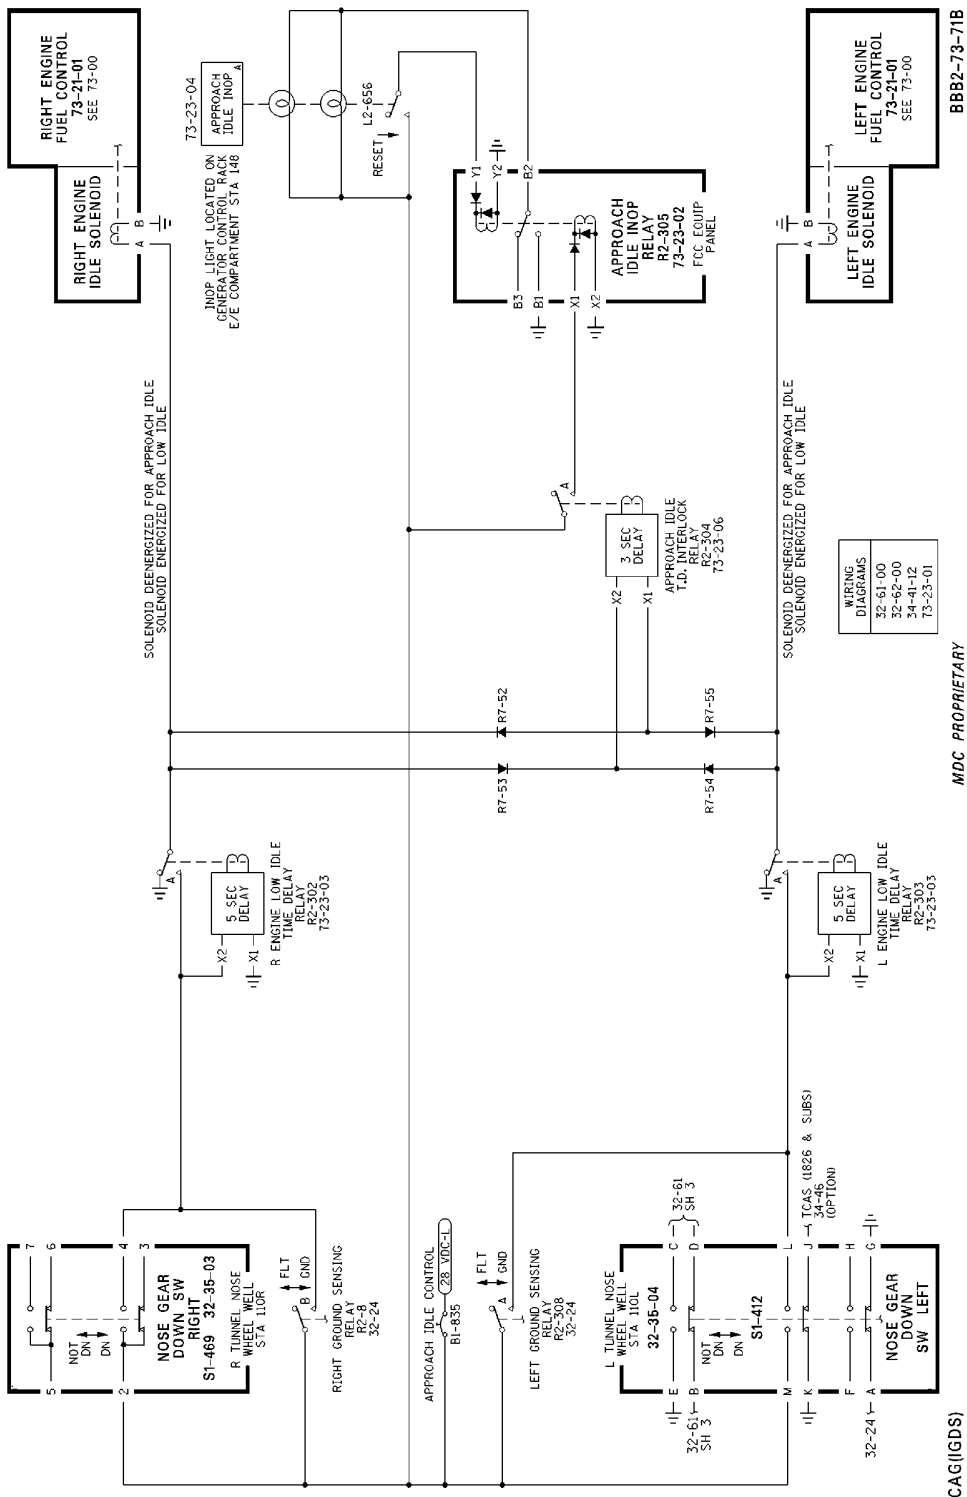 RIGHT ENGINE
FUEL CONTROL
73-21-01
SEE 73-00
RIGHT ENGINE
IDLE SOLENOID
A
B
73-23-04
APPROACH
IDLE INOP
A
INOP LIGHT LOCATED ON
GENERATOR CONTROL RACK
E/E COMPARTMENT STA 148
L2-656
RESET
Y1
Y2
B2
APPROACH
IDLE INOP
RELAY
R2-305
73-23-02
FCC EQUIP
PANEL
B3
B1
X1
X2
LEFT ENGINE
FUEL CONTROL
73-21-01
SEE 73-00
LEFT ENGINE
IDLE SOLENOID
A
B
BBB2-73-71B
SOLENOID DEENERGIZED FOR APPROACH IDLE
SOLENOID ENERGIZED FOR LOW IDLE
A
3 SEC
DELAY
X2
X1
APPROACH IDLE
T.D. INTERLOCK
RELAY
R2-304
73-23-06
SOLENOID DEENERGIZED FOR APPROACH IDLE
SOLENOID ENERGIZED FOR LOW IDLE
WIRING
DIAGRAMS
32-61-00
32-62-00
34-41-12
73-23-01
MDC PROPRIETARY
R7-52
R7-55
R7-53
R7-54
A
5 SEC
DELAY
X2
X1
R ENGINE LOW IDLE
TIME DELAY
RELAY
R2-302
73-23-03
A
5 SEC
DELAY
X2
X1
L ENGINE LOW IDLE
TIME DELAY
RELAY
R2-303
73-23-03
7
6
4
3
5
2
NOT
DN
DN
NOSE GEAR
DOWN SW
RIGHT
S1-469 32-35-03
R TUNNEL NOSE
WHEEL WELL
STA 110R
FLT
GND
B
RIGHT GROUND SENSING
RELAY
R2-8
32-24
APPROACH IDLE CONTROL
28 VDC-L
B1-835
FLT
GND
A
LEFT GROUND SENSING
RELAY
R2-308
32-24
L TUNNEL NOSE
WHEEL WELL
STA 110L
32-35-04
32-61
SH 3
C
D
L
J
H
G
E
B
M
K
F
A
NOT
DN
DN
S1-412
TCAS (1826 & SUBS)
34-46
(OPTION)
32-61
SH 3
32-24
NOSE GEAR
DOWN
SW LEFT
CAG(IGDS)